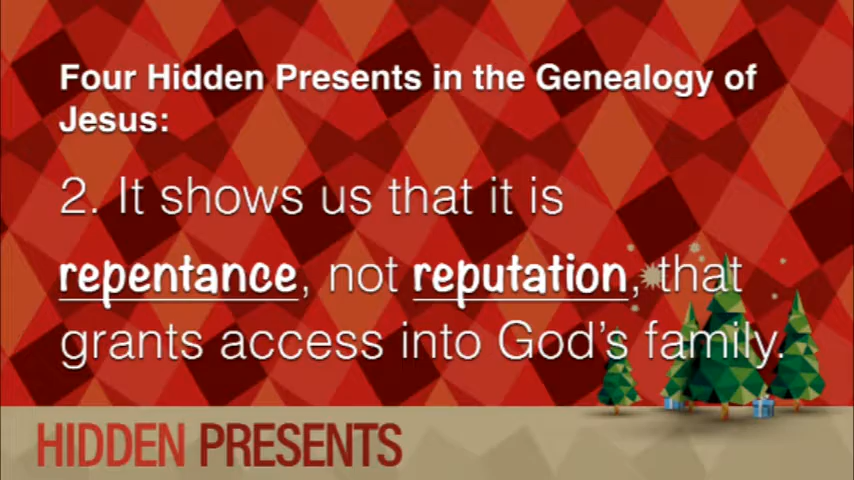 Four Hidden Presents in the Genealogy of
Jesus:
2. It shows us that it is
repentance, not reputation, that
grants access into God's family.
HIDDEN PRESENTS